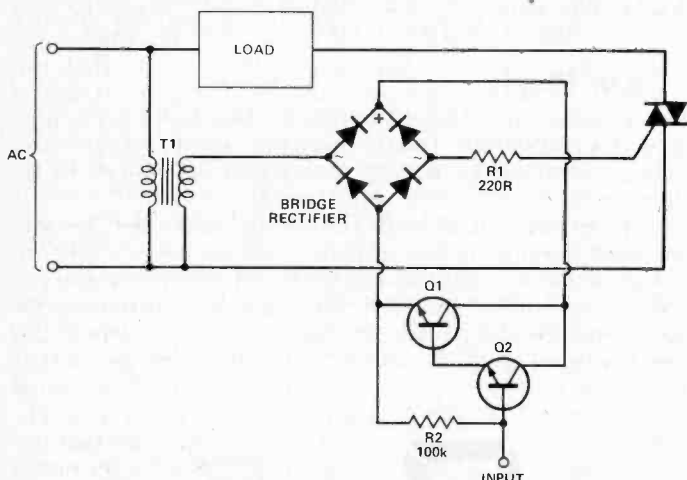 LOAD
T1
AC
+
~
~
−
BRIDGE
RECTIFIER
R1
220R
Q1
Q2
R2
100k
INPUT